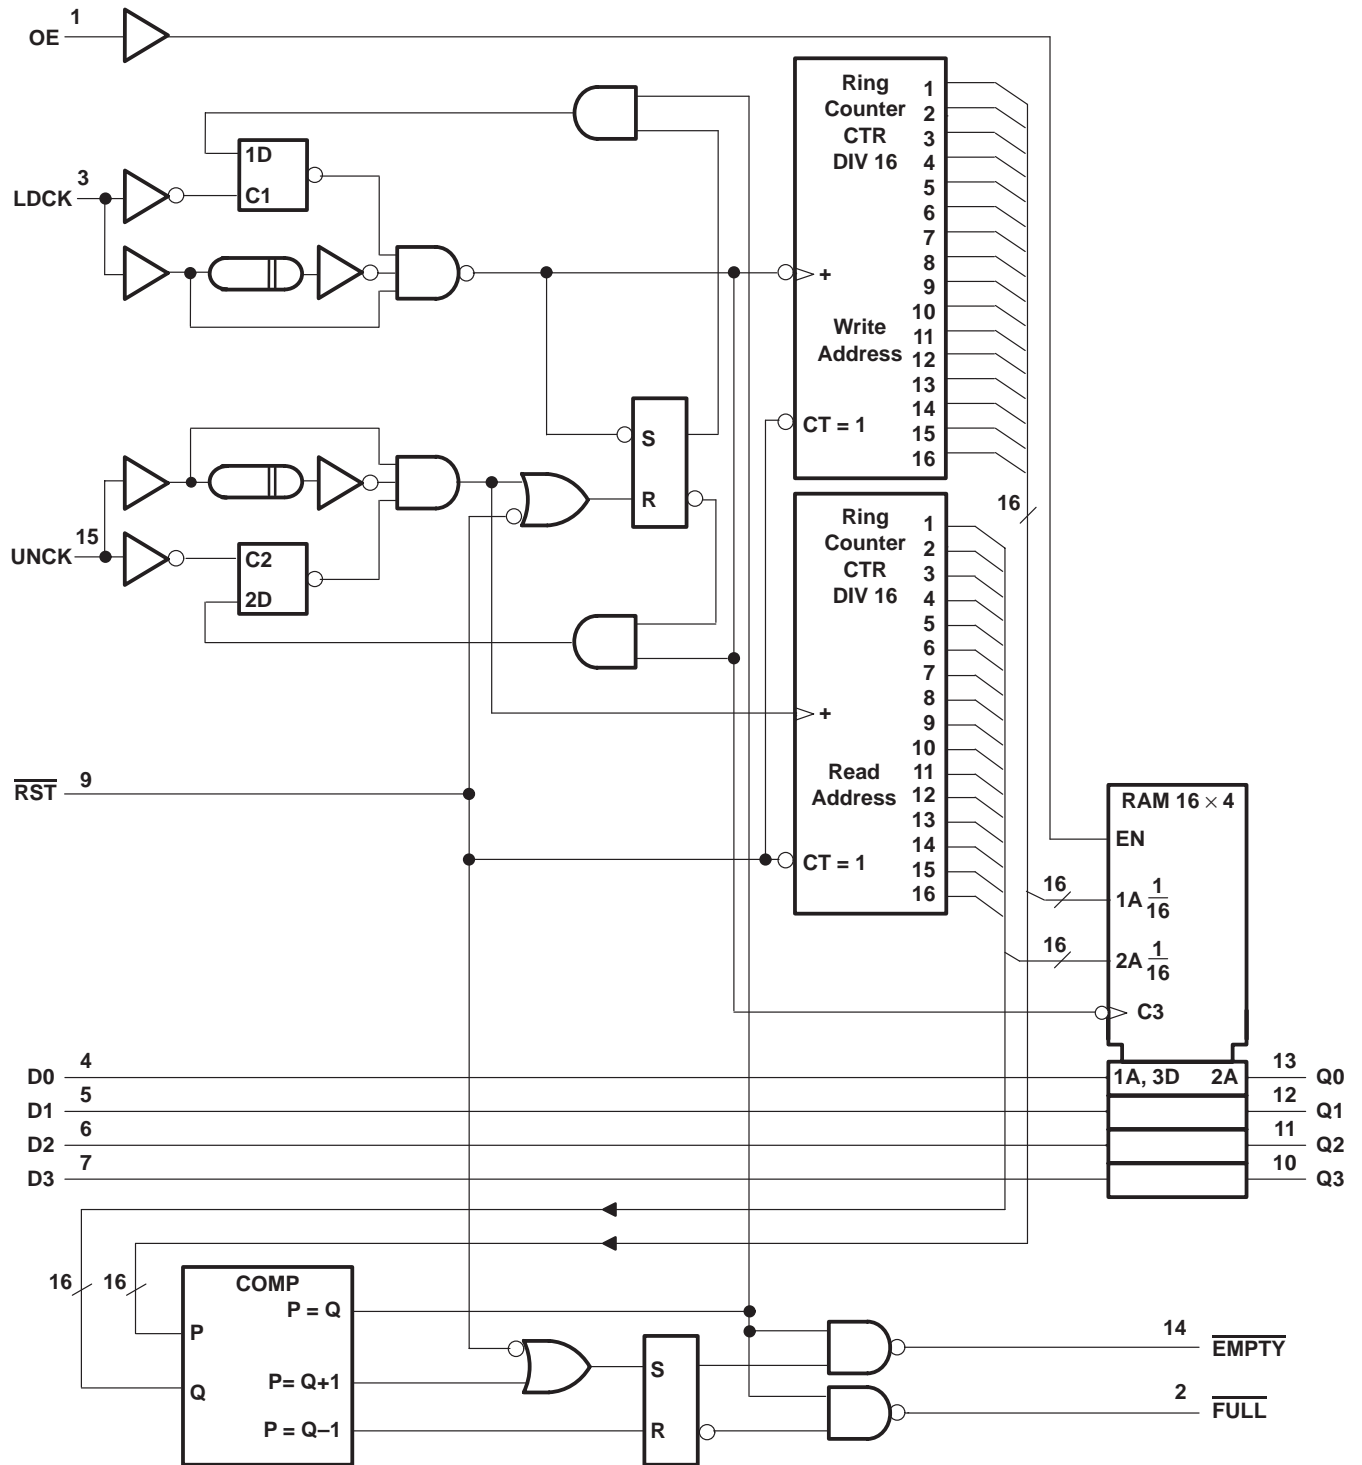 OE
1
LDCK
3
1D
C1
UNCK
15
C2
2D
S
R
RST
9
Ring
Counter
CTR
DIV 16
+
Write
Address
CT = 1
1
2
3
4
5
6
7
8
9
10
11
12
13
14
15
16
16
Ring
Counter
CTR
DIV 16
+
Read
Address
CT = 1
1
2
3
4
5
6
7
8
9
10
11
12
13
14
15
16
RAM 16 × 4
EN
16
1A 1/16
16
2A 1/16
C3
D0
4
1A, 3D 2A
13
Q0
D1
5
12
Q1
D2
6
11
Q2
D3
7
10
Q3
16
16
COMP
P = Q
P
P= Q+1
Q
P = Q–1
S
R
14
EMPTY
2
FULL